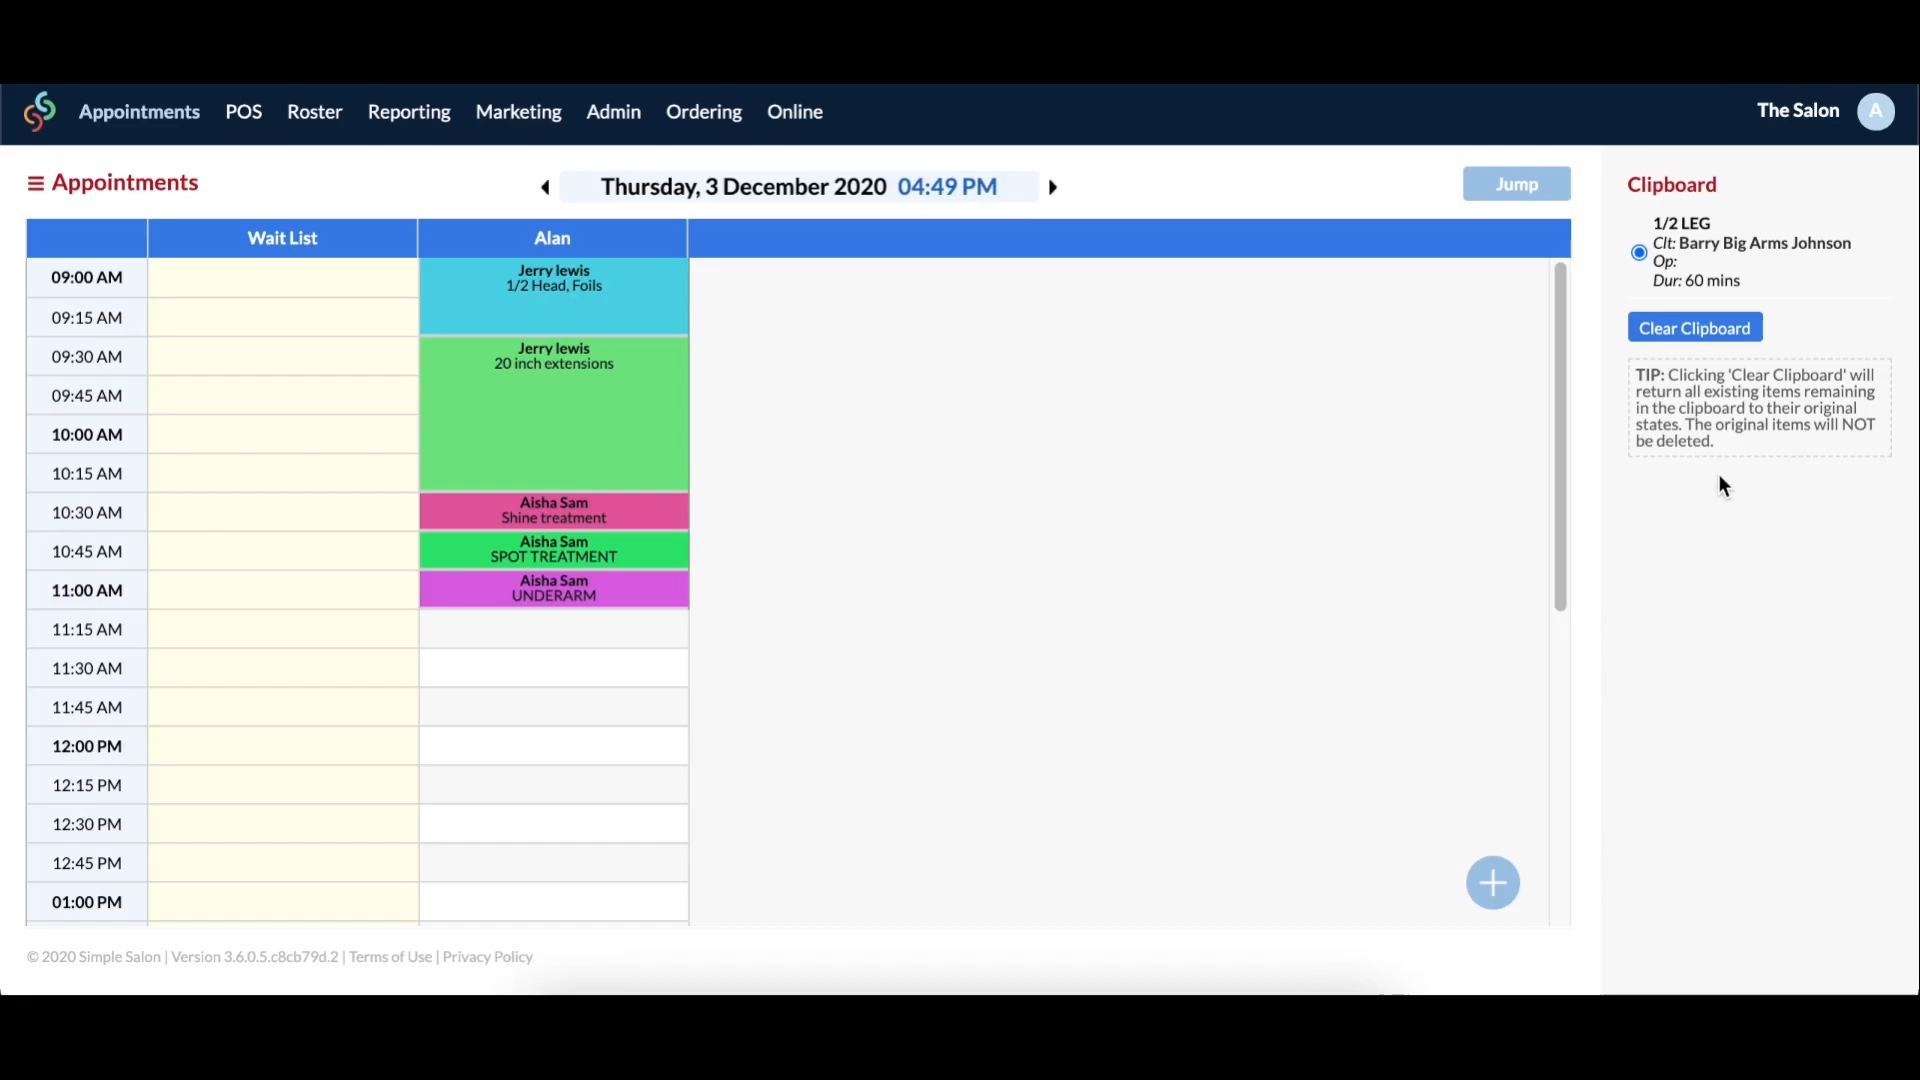 Appointments POS Roster Reporting Marketing Admin Ordering Online The Salon A
Appointments
Thursday, 3 December 2020 04:49 PM
Jump
Wait List Alan
09:00 AM
09:15 AM
09:30 AM
09:45 AM
10:00 AM
10:15 AM
10:30 AM
10:45 AM
11:00 AM
11:15 AM
11:30 AM
11:45 AM
12:00 PM
12:15 PM
12:30 PM
12:45 PM
01:00 PM
Jerry lewis
1/2 Head, Foils
Jerry lewis
20 inch extensions
Aisha Sam
Shine treatment
Aisha Sam
SPOT TREATMENT
Aisha Sam
UNDERARM
Clipboard
1/2 LEG
Clt: Barry Big Arms Johnson
Op:
Dur: 60 mins
Clear Clipboard
TIP: Clicking 'Clear Clipboard' will
return all existing items remaining
in the clipboard to their original
states. The original items will NOT
be deleted.
© 2020 Simple Salon | Version 3.6.0.5.c8cb79d.2 | Terms of Use | Privacy Policy